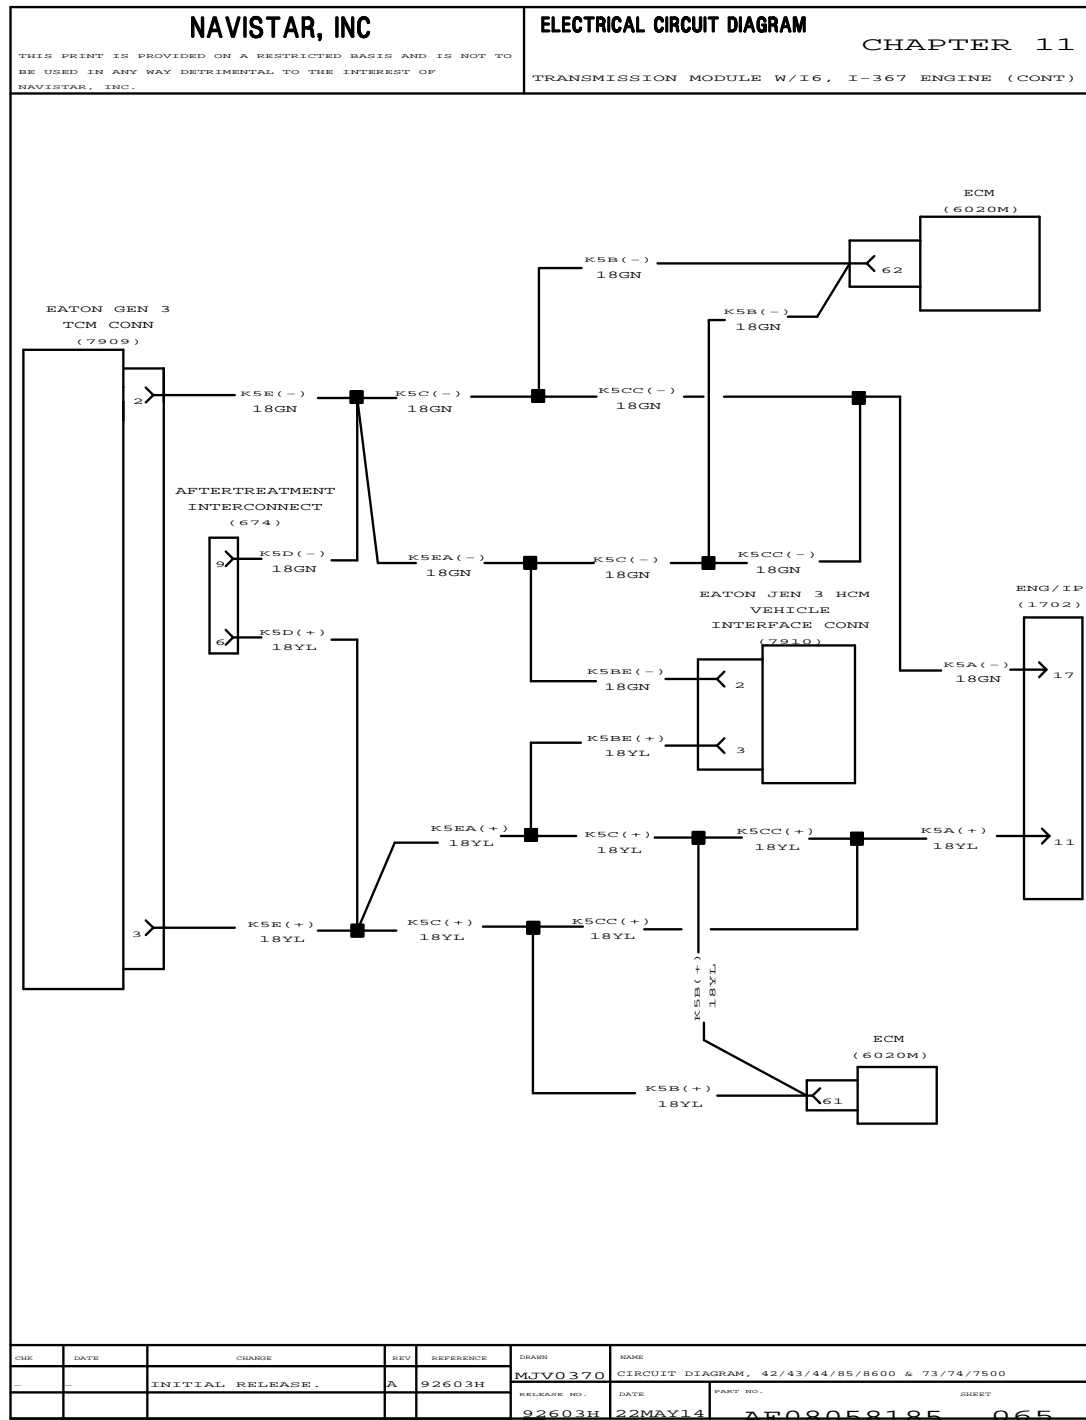 NAVISTAR, INC
THIS PRINT IS PROVIDED ON A RESTRICTED BASIS AND IS NOT TO
BE USED IN ANY WAY DETRIMENTAL TO THE INTEREST OF
NAVISTAR, INC.
ELECTRICAL CIRCUIT DIAGRAM
CHAPTER 11
TRANSMISSION MODULE W/I6, I-367 ENGINE (CONT)
ECM
(6020M)
62
K5B(-)
18GN
K5B(-)
18GN
EATON GEN 3
TCM CONN
(7909)
2
K5E(-)
18GN
K5C(-)
18GN
K5CC(-)
18GN
AFTERTREATMENT
INTERCONNECT
(674)
9
K5D(-)
18GN
K5EA(-)
18GN
K5C(-)
18GN
K5CC(-)
18GN
6
K5D(+)
18YL
EATON JEN 3 HCM
VEHICLE
INTERFACE CONN
(7910)
ENG/IP
(1702)
K5BE(-)
18GN
2
K5A(-)
18GN
17
K5BE(+)
18YL
3
K5EA(+)
18YL
K5C(+)
18YL
K5CC(+)
18YL
K5A(+)
18YL
11
3
K5E(+)
18YL
K5C(+)
18YL
K5CC(+)
18YL
K5B(+)
18YL
ECM
(6020M)
K5B(+)
18YL
61
CHK DATE CHANGE REV REFERENCE
- - INITIAL RELEASE. A 92603H
DRAWN
MJV0370
NAME
CIRCUIT DIAGRAM, 42/43/44/85/8600 & 73/74/7500
RELEASE NO.
92603H
DATE
22MAY14
PART NO.
AF08058185
SHEET
065